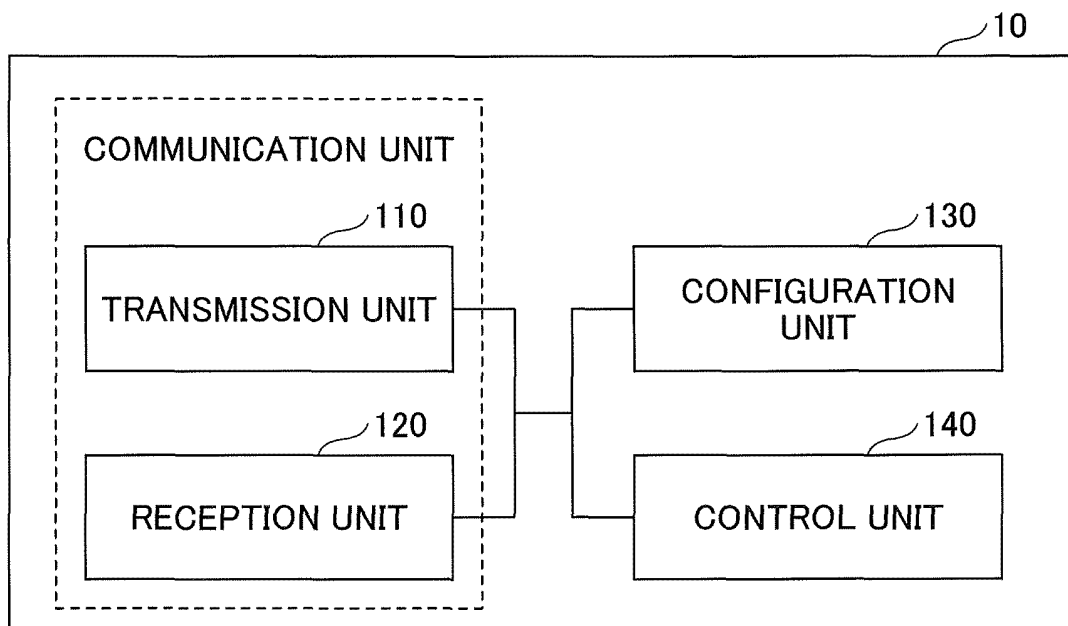 10
COMMUNICATION UNIT
110
TRANSMISSION UNIT
120
RECEPTION UNIT
130
CONFIGURATION
UNIT
140
CONTROL UNIT